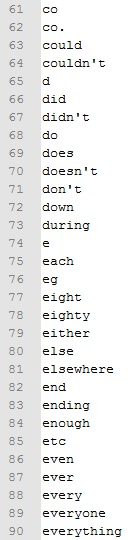 61 co
62 co.
63 could
64 couldn't
65 d
66 did
67 didn't
68 do
69 does
70 doesn't
71 don't
72 down
73 during
74 e
75 each
76 eg
77 eight
78 eighty
79 either
80 else
81 elsewhere
82 end
83 ending
84 enough
85 etc
86 even
87 ever
88 every
89 everyone
90 everything